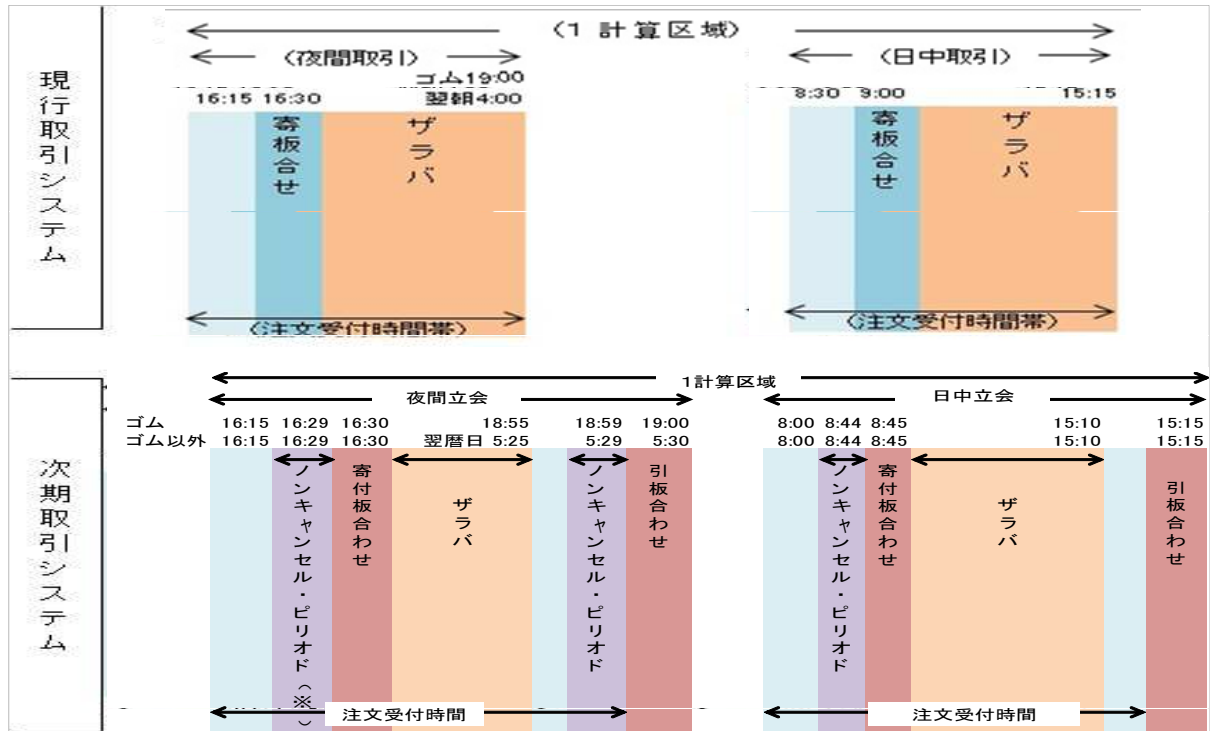 現行取引システム
〈1 計算区域〉
〈夜間取引〉
〈日中取引〉
ゴム19:00
16:15 16:30 翌朝4:00
8:30 9:00 15:15
寄板合せ
ザラバ
寄板合せ
ザラバ
〈注文受付時間帯〉
〈注文受付時間帯〉
次期取引システム
1計算区域
夜間立会
日中立会
ゴム 16:15 16:29 16:30 18:55 18:59 19:00 8:00 8:44 8:45 15:10 15:15
ゴム以外 16:15 16:29 16:30 翌暦日 5:25 5:29 5:30 8:00 8:44 8:45 15:10 15:15
ノンキャンセル・ピリオド（※）
寄付板合わせ
ザラバ
ノンキャンセル・ピリオド
引板合わせ
ノンキャンセル・ピリオド
寄付板合わせ
ザラバ
引板合わせ
注文受付時間
注文受付時間